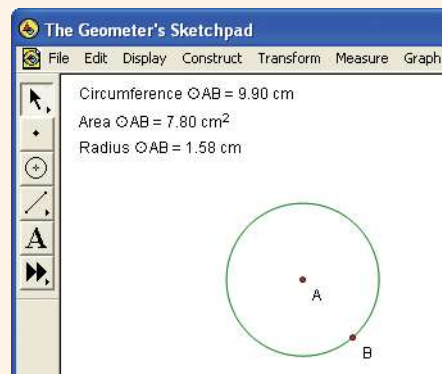 The Geometer's Sketchpad
File Edit Display Construct Transform Measure Graph
Circumference ⊙AB = 9.90 cm
Area ⊙AB = 7.80 cm²
Radius ⊙AB = 1.58 cm
A
A
B